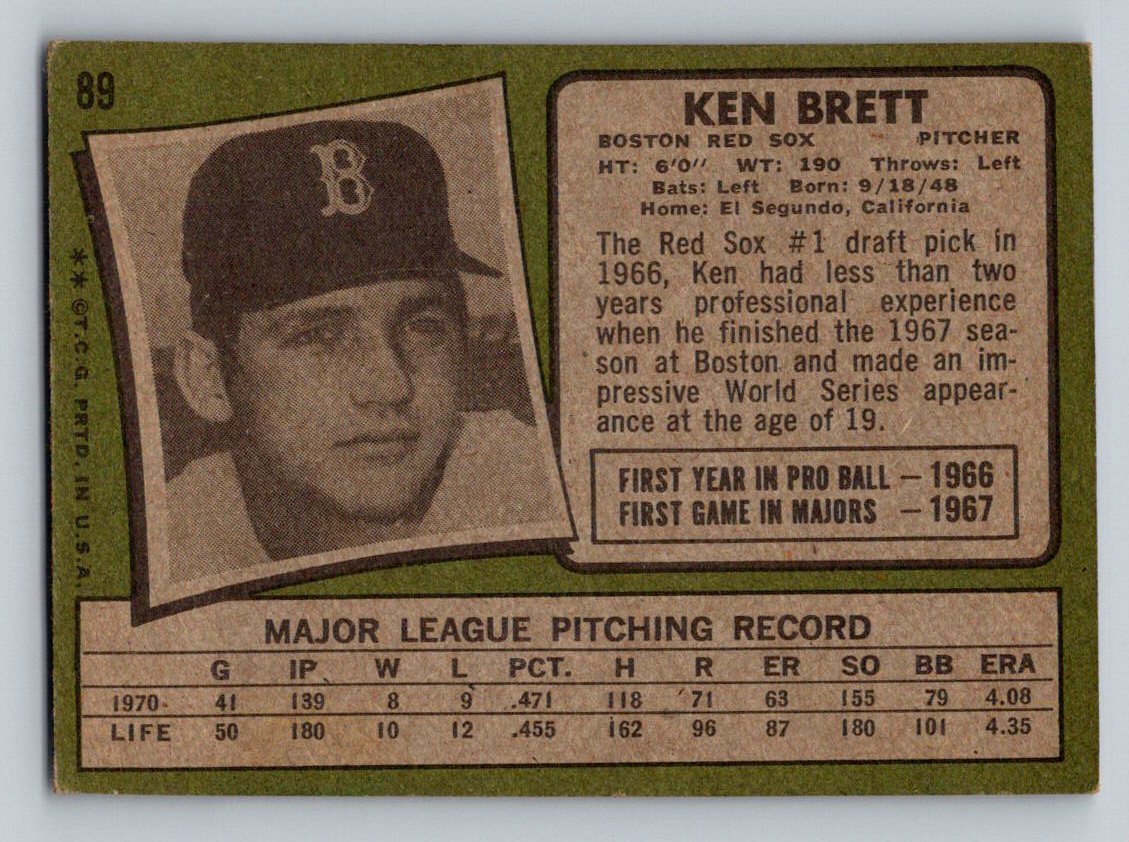 89
B
** ©T.C.G. PRTD. IN U.S.A.
KEN BRETT
BOSTON RED SOX PITCHER
HT: 6'0" WT: 190 Throws: Left
Bats: Left Born: 9/18/48
Home: El Segundo, California
The Red Sox #1 draft pick in
1966, Ken had less than two
years professional experience
when he finished the 1967 sea-
son at Boston and made an im-
pressive World Series appear-
ance at the age of 19.
FIRST YEAR IN PRO BALL — 1966
FIRST GAME IN MAJORS — 1967
MAJOR LEAGUE PITCHING RECORD
G IP W L PCT. H R ER SO BB ERA
1970 41 139 8 9 .471 118 71 63 155 79 4.08
LIFE 50 180 10 12 .455 162 96 87 180 101 4.35